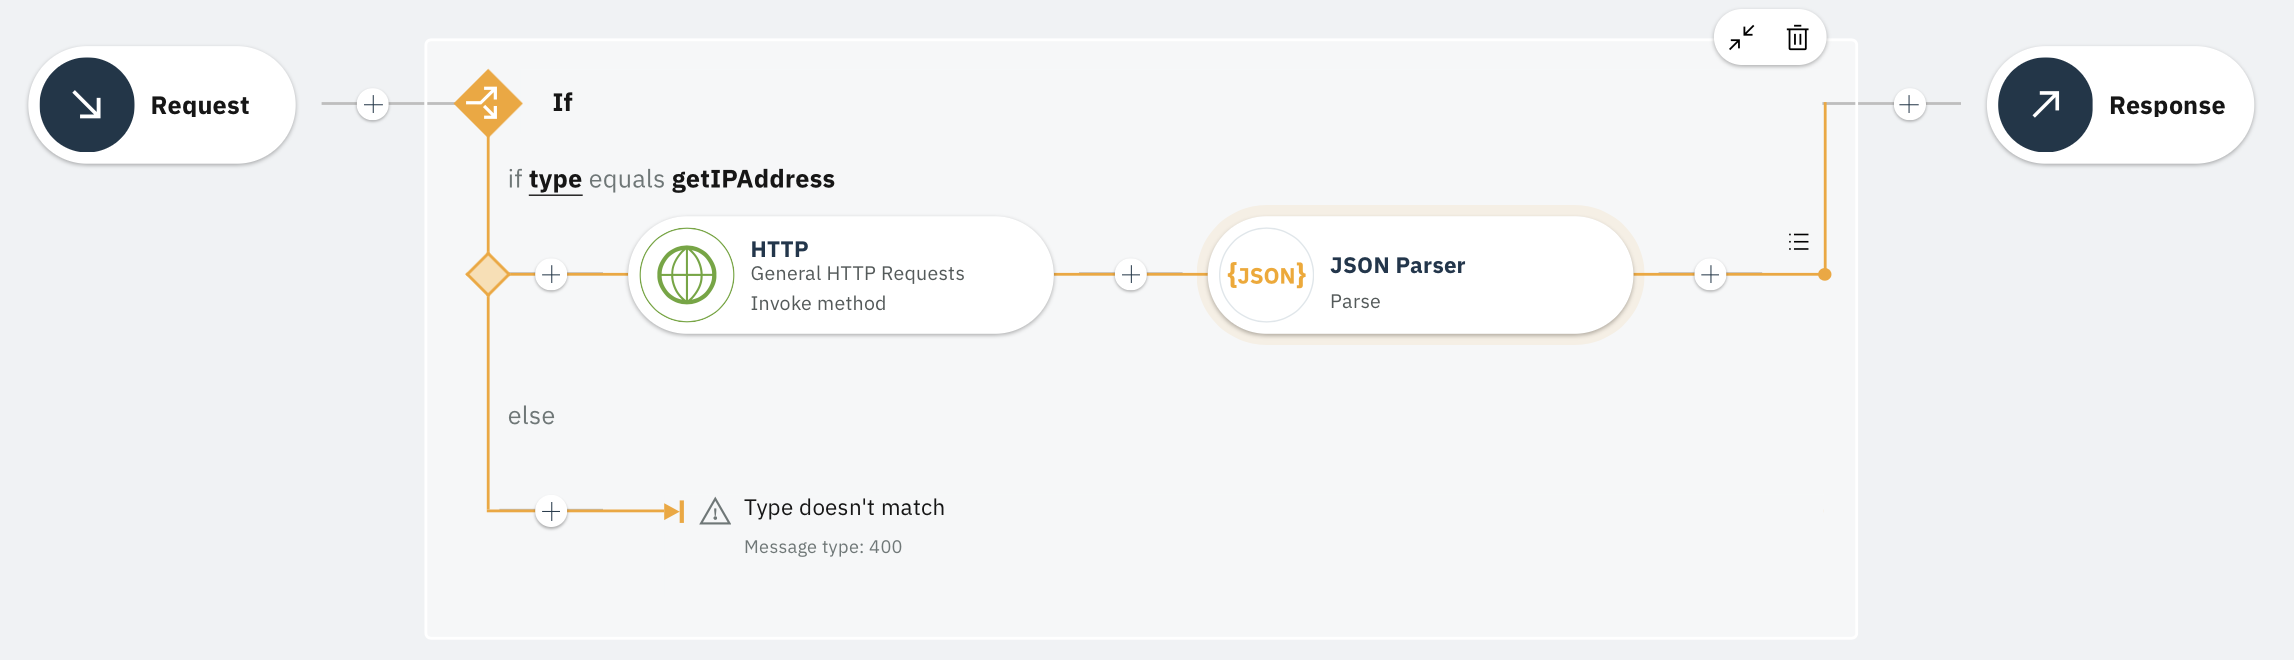 Request
If
if type equals getIPAddress
HTTP
General HTTP Requests
Invoke method
{JSON}
JSON Parser
Parse
else
Type doesn't match
Message type: 400
Response